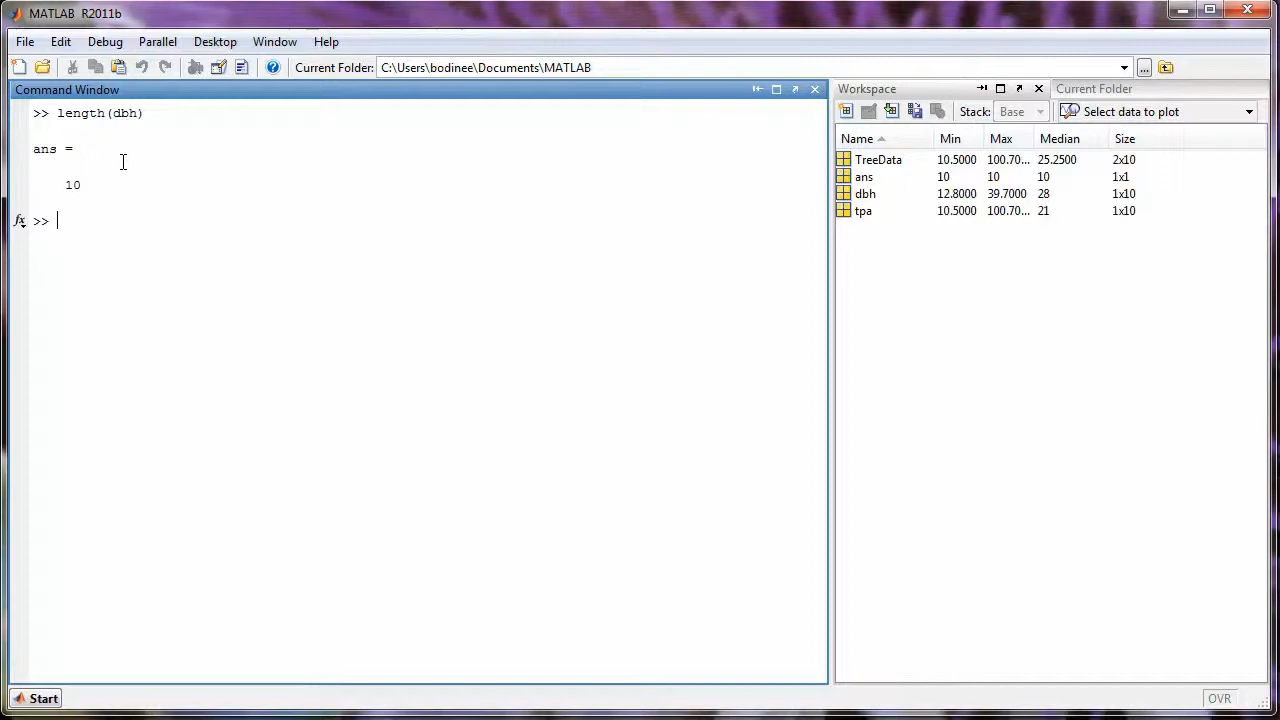 MATLAB R2011b
File Edit Debug Parallel Desktop Window Help
Current Folder: C:\Users\bodinee\Documents\MATLAB
Command Window
>> length(dbh)
ans =
10
fx >>
Workspace Current Folder
Stack: Base Select data to plot
Name Min Max Median Size
TreeData 10.5000 100.70... 25.2500 2x10
ans 10 10 10 1x1
dbh 12.8000 39.7000 28 1x10
tpa 10.5000 100.70... 21 1x10
Start
OVR